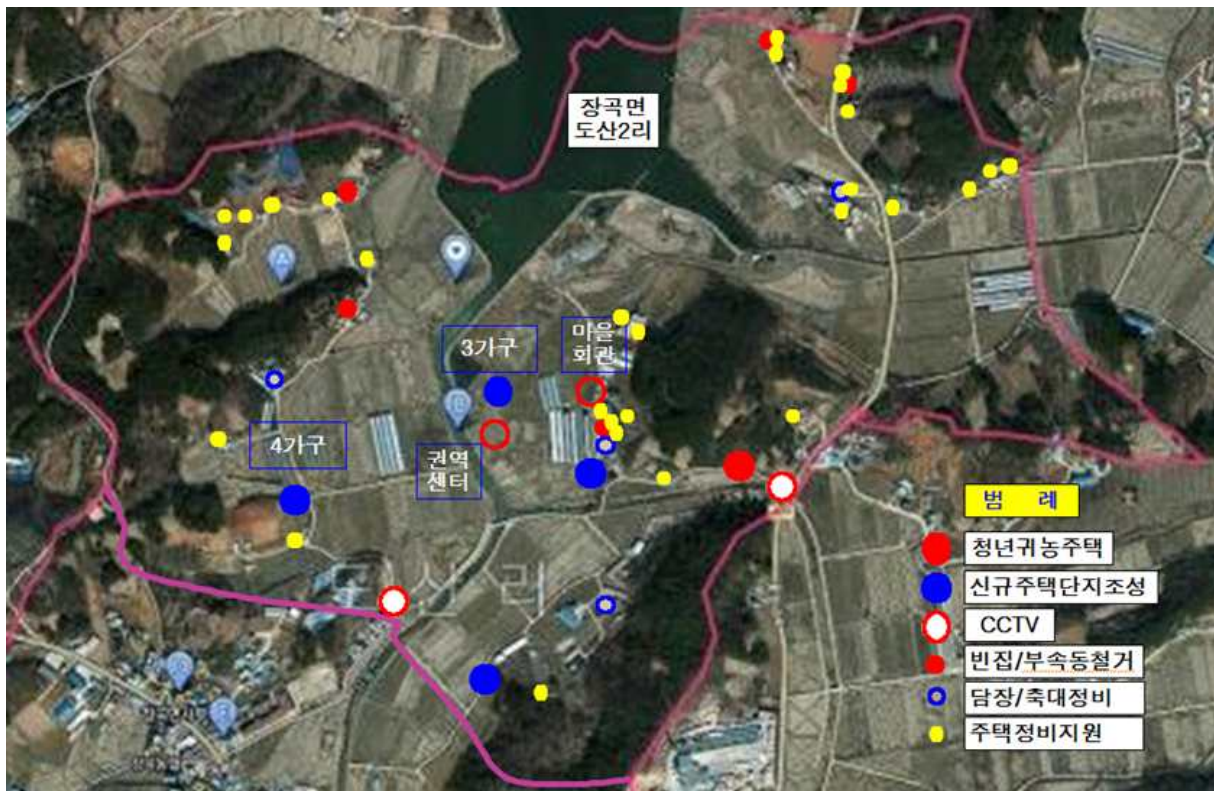 장곡면
도산2리
3가구
마을
회관
4가구
권역
센터
범 례
청년귀농주택
신규주택단지조성
CCTV
빈집/부속동철거
담장/축대정비
주택정비지원
A
B